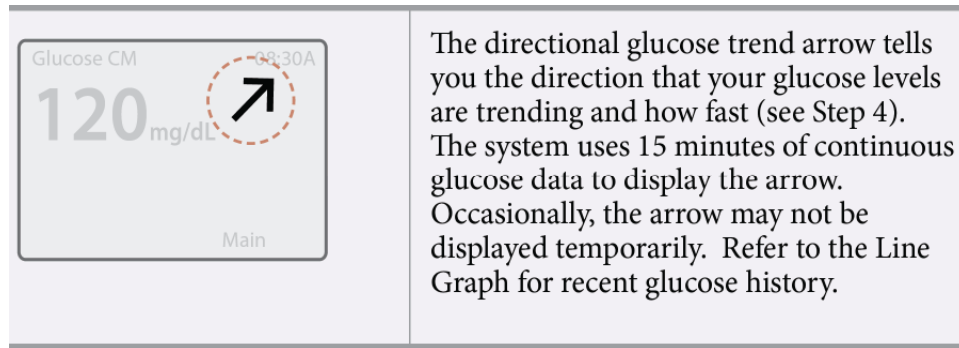 Glucose CM 08:30A
120 mg/dL
Main
The directional glucose trend arrow tells
you the direction that your glucose levels
are trending and how fast (see Step 4).
The system uses 15 minutes of continuous
glucose data to display the arrow.
Occasionally, the arrow may not be
displayed temporarily.  Refer to the Line
Graph for recent glucose history.